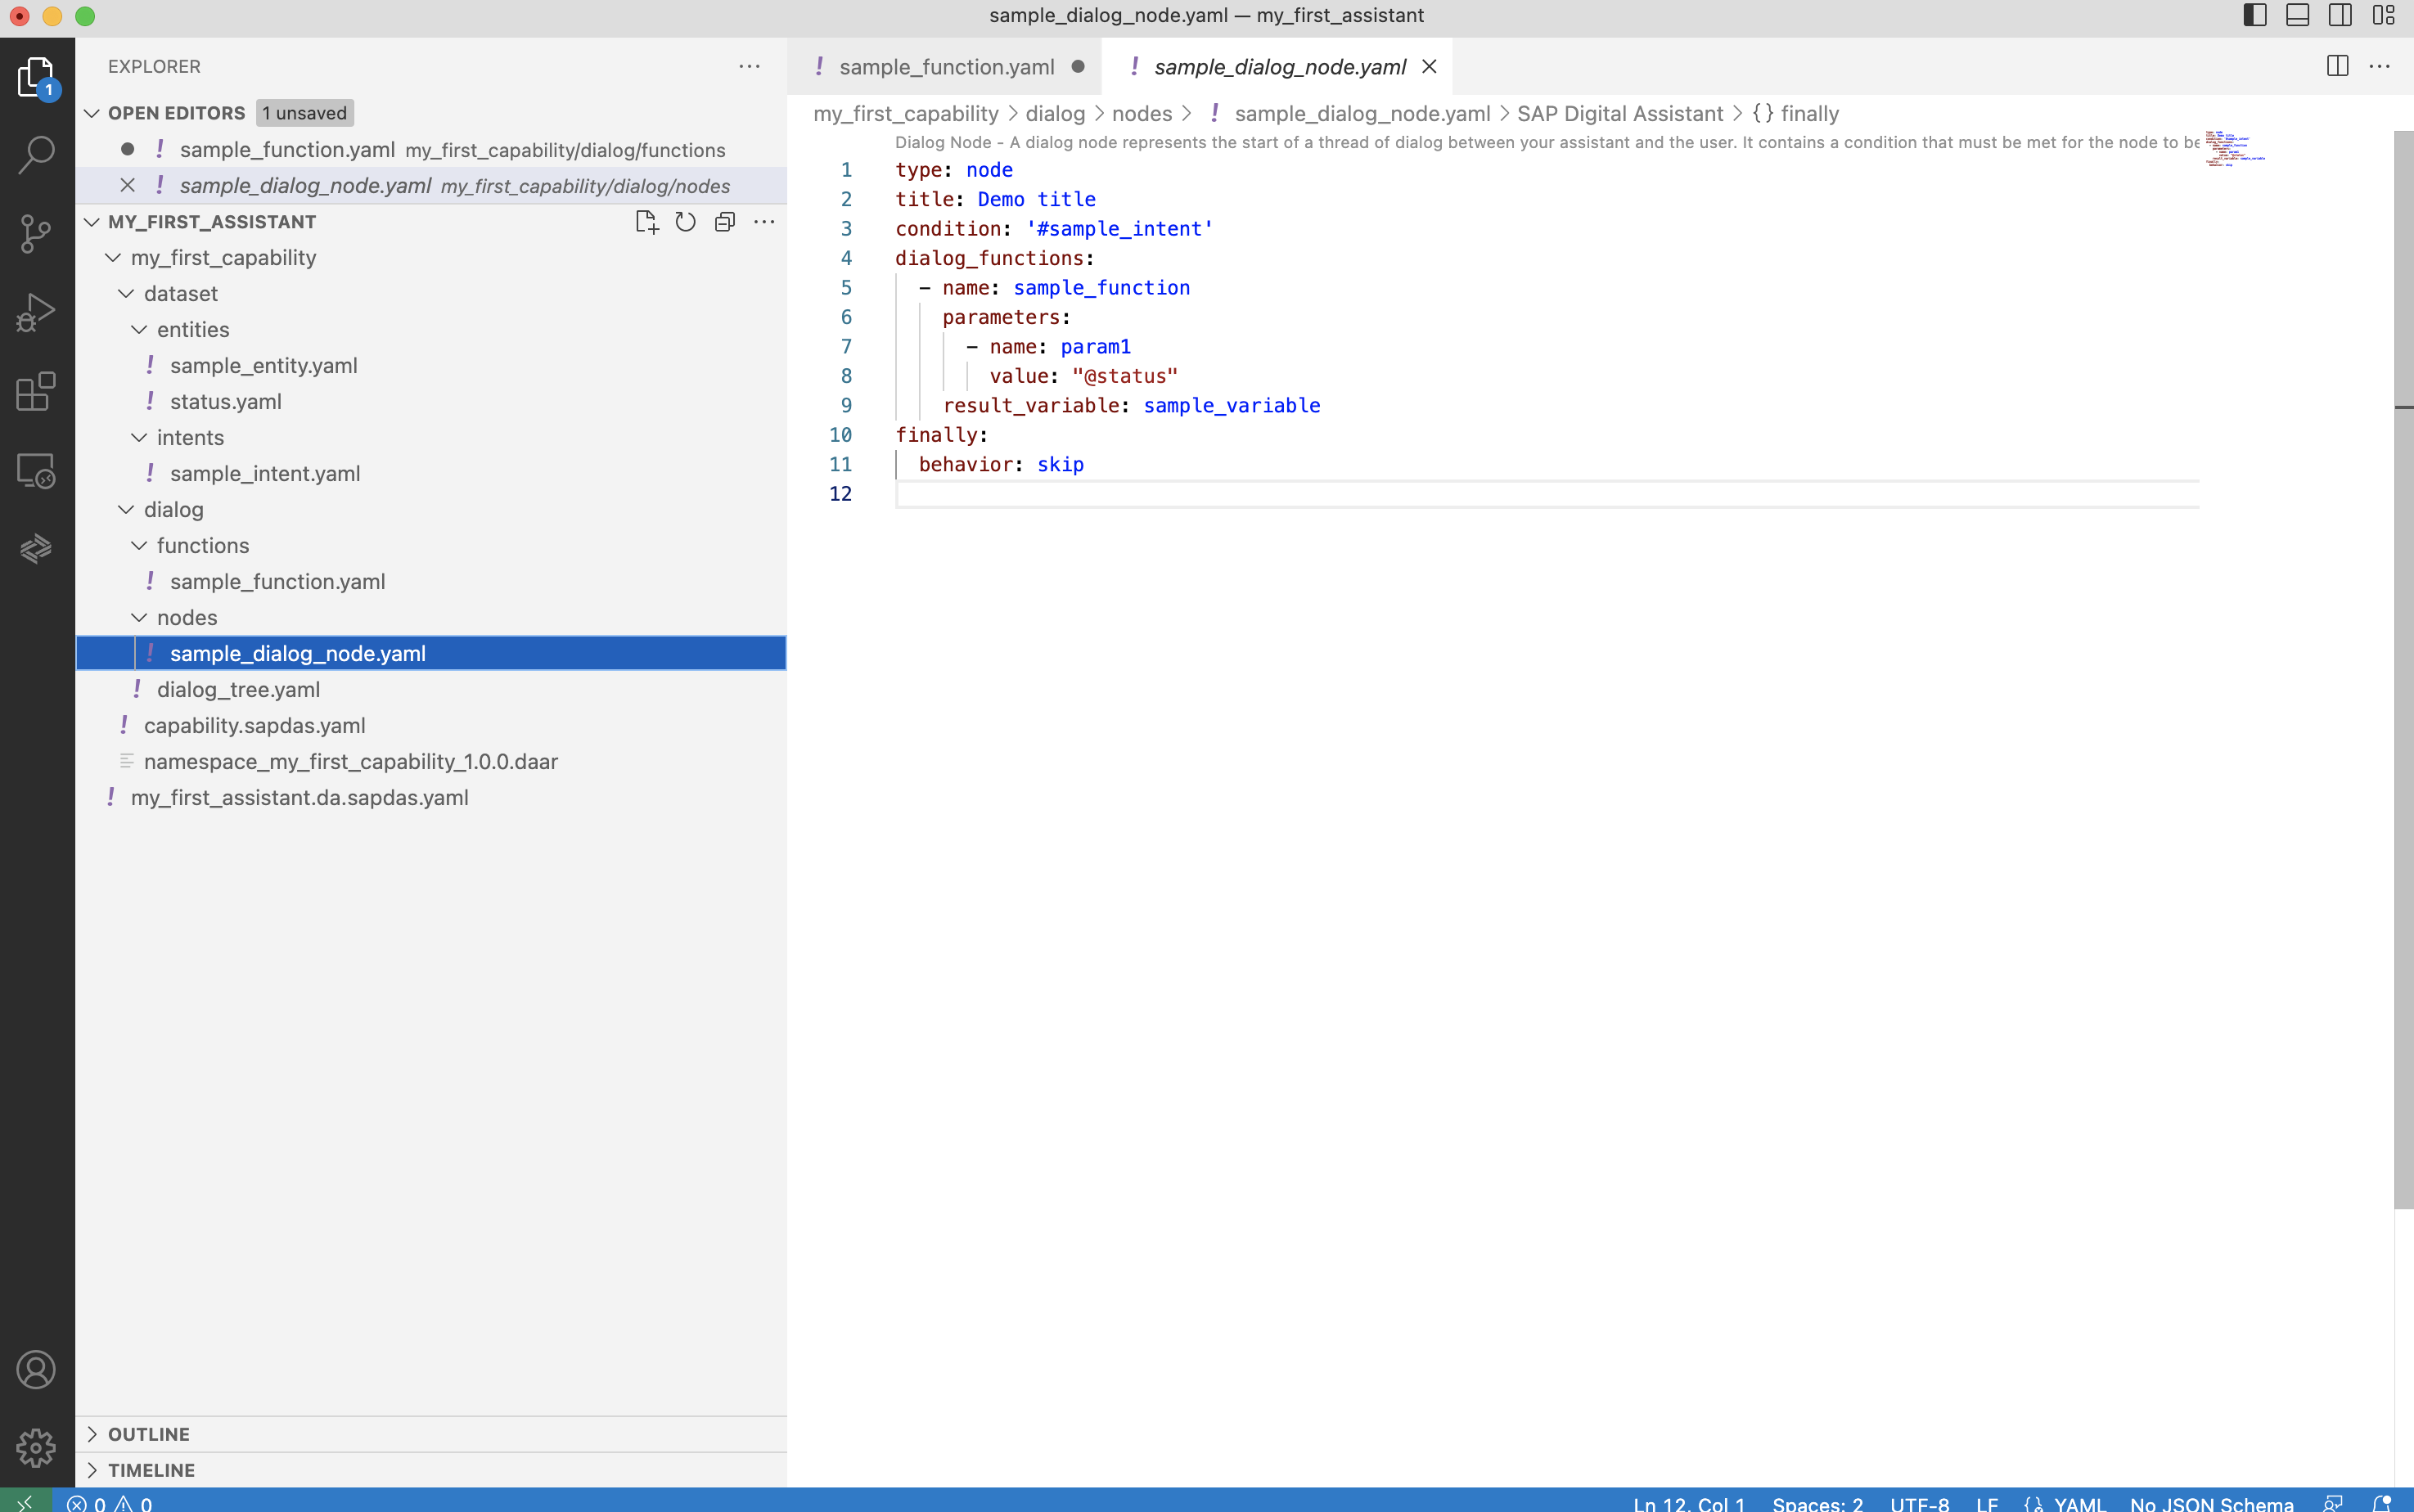 sample_dialog_node.yaml — my_first_assistant
EXPLORER
OPEN EDITORS 1 unsaved
sample_function.yaml my_first_capability/dialog/functions
sample_dialog_node.yaml my_first_capability/dialog/nodes
MY_FIRST_ASSISTANT
my_first_capability
dataset
entities
sample_entity.yaml
status.yaml
intents
sample_intent.yaml
dialog
functions
sample_function.yaml
nodes
sample_dialog_node.yaml
dialog_tree.yaml
capability.sapdas.yaml
namespace_my_first_capability_1.0.0.daar
my_first_assistant.da.sapdas.yaml
OUTLINE
TIMELINE
1
sample_function.yaml
sample_dialog_node.yaml
my_first_capability > dialog > nodes > ! sample_dialog_node.yaml > SAP Digital Assistant > {} finally
Dialog Node - A dialog node represents the start of a thread of dialog between your assistant and the user. It contains a condition that must be met for the node to be
1 type: node
2 title: Demo title
3 condition: '#sample_intent'
4 dialog_functions:
5 - name: sample_function
6 parameters:
7 - name: param1
8 value: "@status"
9 result_variable: sample_variable
10 finally:
11 behavior: skip
12
0 0
Ln 12, Col 1 Spaces: 2 UTF-8 LF YAML No JSON Schema